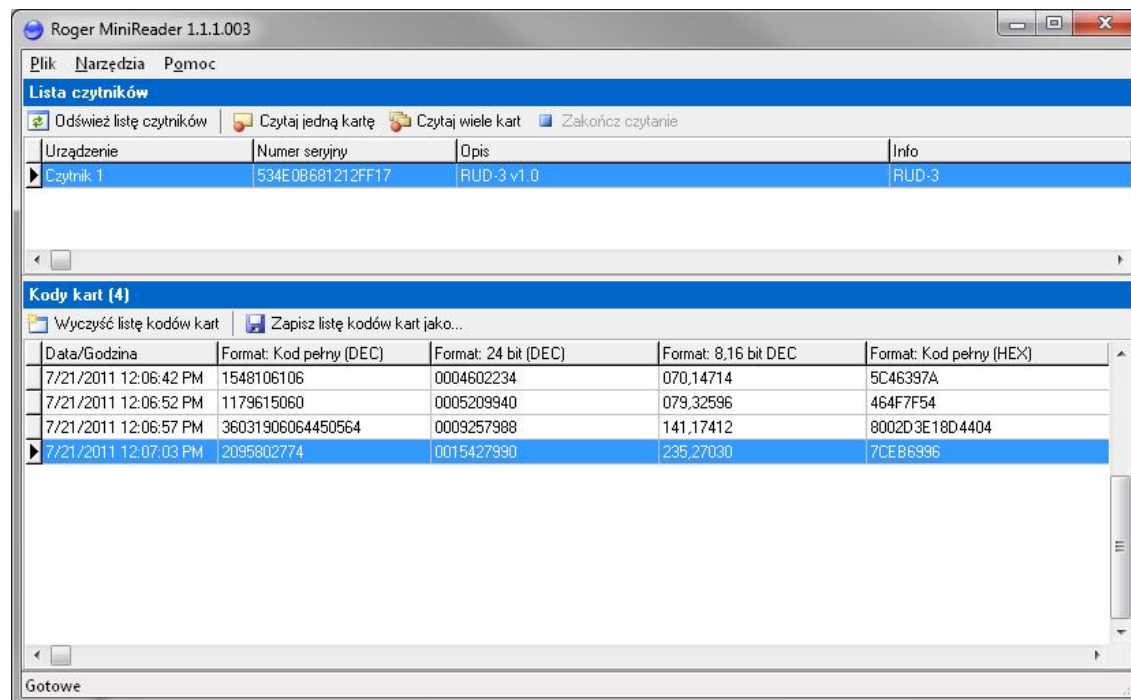 Roger MiniReader 1.1.1.003
Plik Narzędzia Pomoc
Lista czytników
Odśwież listę czytników Czytaj jedną kartę Czytaj wiele kart Zakończ czytanie
Urządzenie Numer seryjny Opis Info
Czytnik 1 534E0B681212FF17 RUD-3 v1.0 RUD-3
Kody kart (4)
Wyczyść listę kodów kart Zapisz listę kodów kart jako...
Data/Godzina Format: Kod pełny (DEC) Format: 24 bit (DEC) Format: 8,16 bit DEC Format: Kod pełny (HEX)
7/21/2011 12:06:42 PM 1548106106 0004602234 070,14714 5C46397A
7/21/2011 12:06:52 PM 1179615060 0005209940 079,32596 464F7F54
7/21/2011 12:06:57 PM 36031906064450564 0009257988 141,17412 8002D3E18D4404
7/21/2011 12:07:03 PM 2095802774 0015427990 235,27030 7CEB6996
Gotowe